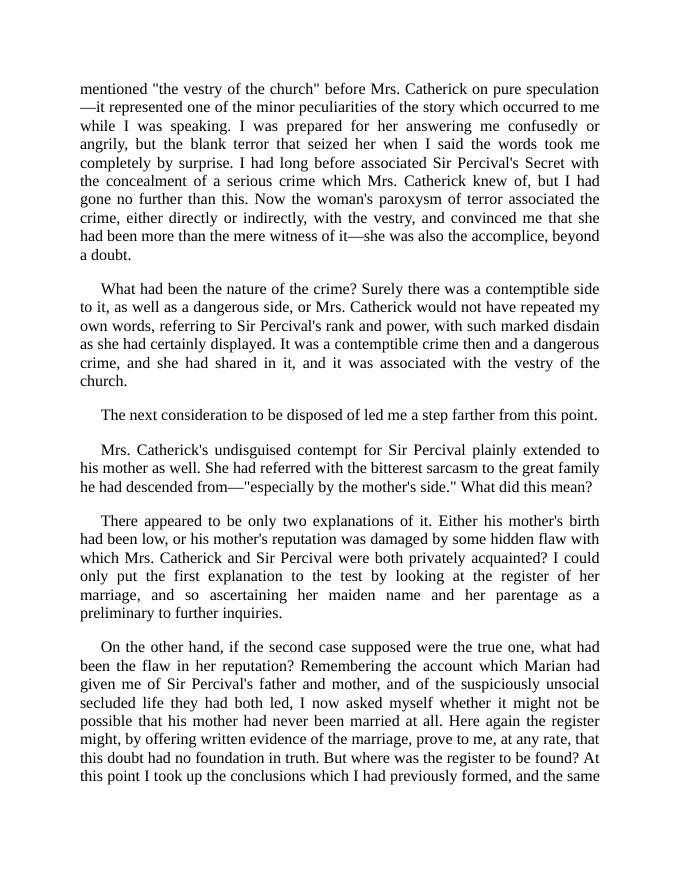 mentioned "the vestry of the church" before Mrs. Catherick on pure speculation
—it represented one of the minor peculiarities of the story which occurred to me
while I was speaking. I was prepared for her answering me confusedly or
angrily, but the blank terror that seized her when I said the words took me
completely by surprise. I had long before associated Sir Percival's Secret with
the concealment of a serious crime which Mrs. Catherick knew of, but I had
gone no further than this. Now the woman's paroxysm of terror associated the
crime, either directly or indirectly, with the vestry, and convinced me that she
had been more than the mere witness of it—she was also the accomplice, beyond
a doubt.
What had been the nature of the crime? Surely there was a contemptible side
to it, as well as a dangerous side, or Mrs. Catherick would not have repeated my
own words, referring to Sir Percival's rank and power, with such marked disdain
as she had certainly displayed. It was a contemptible crime then and a dangerous
crime, and she had shared in it, and it was associated with the vestry of the
church.
The next consideration to be disposed of led me a step farther from this point.
Mrs. Catherick's undisguised contempt for Sir Percival plainly extended to
his mother as well. She had referred with the bitterest sarcasm to the great family
he had descended from—"especially by the mother's side." What did this mean?
There appeared to be only two explanations of it. Either his mother's birth
had been low, or his mother's reputation was damaged by some hidden flaw with
which Mrs. Catherick and Sir Percival were both privately acquainted? I could
only put the first explanation to the test by looking at the register of her
marriage, and so ascertaining her maiden name and her parentage as a
preliminary to further inquiries.
On the other hand, if the second case supposed were the true one, what had
been the flaw in her reputation? Remembering the account which Marian had
given me of Sir Percival's father and mother, and of the suspiciously unsocial
secluded life they had both led, I now asked myself whether it might not be
possible that his mother had never been married at all. Here again the register
might, by offering written evidence of the marriage, prove to me, at any rate, that
this doubt had no foundation in truth. But where was the register to be found? At
this point I took up the conclusions which I had previously formed, and the same